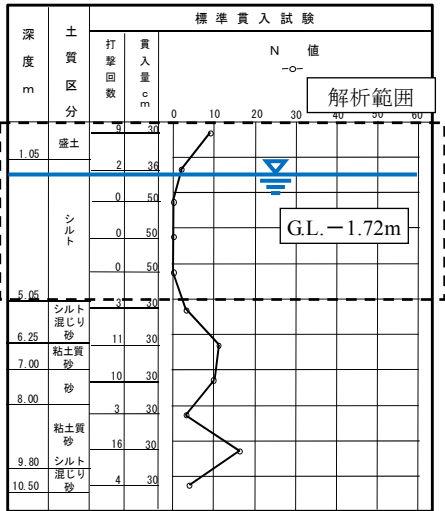 標準貫入試験
深度 m
土質区分
打撃回数
貫入量 cm
N 値
-○-
解析範囲
0 10 20 30 40 50 60
盛土
9 30
1.05
2 36
シルト
0 50
G.L.－1.72m
0 50
0 50
5.05
シルト混じり砂
3 30
6.25
11 30
粘土質砂
7.00
砂
10 30
8.00
3 30
粘土質砂
16 30
9.80
シルト混じり砂
4 30
10.50